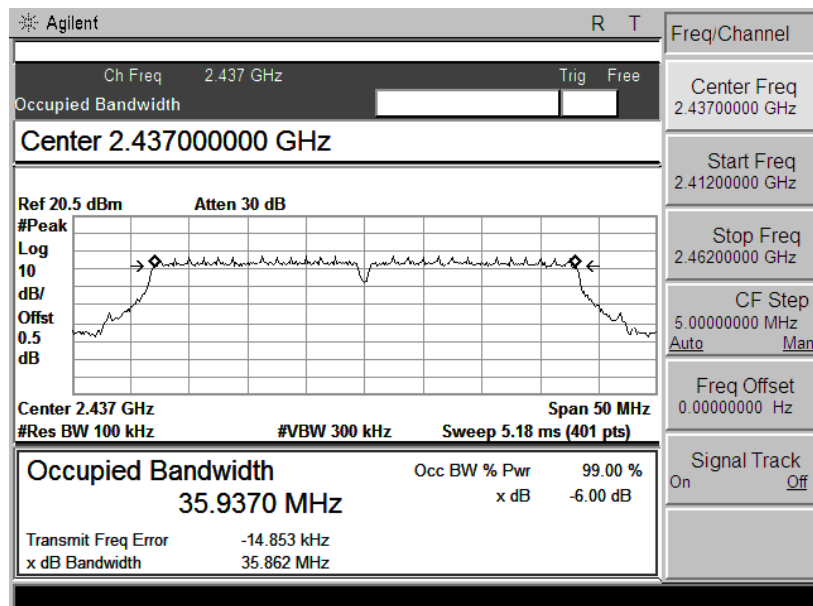 Agilent R T
Freq/Channel
Ch Freq 2.437 GHz Trig Free
Occupied Bandwidth
Center 2.437000000 GHz
Ref 20.5 dBm Atten 30 dB
#Peak
Log
10
dB/
Offst
0.5
dB
Center 2.437 GHz Span 50 MHz
#Res BW 100 kHz #VBW 300 kHz Sweep 5.18 ms (401 pts)
Occupied Bandwidth
35.9370 MHz
Occ BW % Pwr 99.00 %
x dB -6.00 dB
Transmit Freq Error -14.853 kHz
x dB Bandwidth 35.862 MHz
Center Freq
2.43700000 GHz
Start Freq
2.41200000 GHz
Stop Freq
2.46200000 GHz
CF Step
5.00000000 MHz
Auto Man
Freq Offset
0.00000000 Hz
Signal Track
On Off